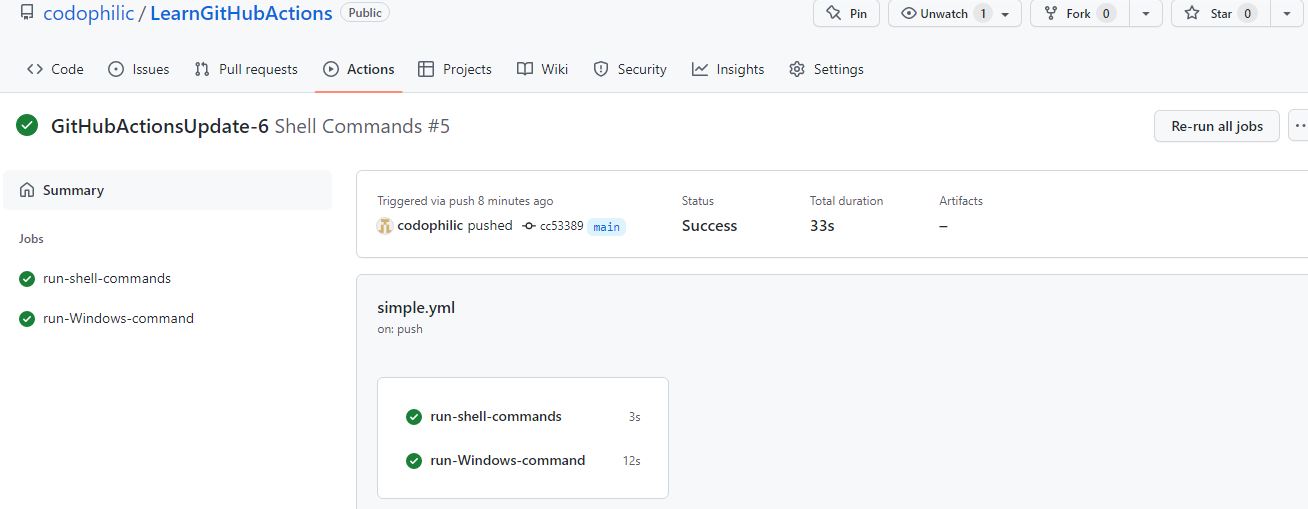 codophilic / LearnGitHubActions Public Pin Unwatch 1 Fork 0 Star 0
Code Issues Pull requests Actions Projects Wiki Security Insights Settings
GitHubActionsUpdate-6 Shell Commands #5 Re-run all jobs
Summary
Jobs
run-shell-commands
run-Windows-command
Triggered via push 8 minutes ago Status Total duration Artifacts
codophilic pushed cc53389 main Success 33s –
simple.yml
on: push
run-shell-commands 3s
run-Windows-command 12s